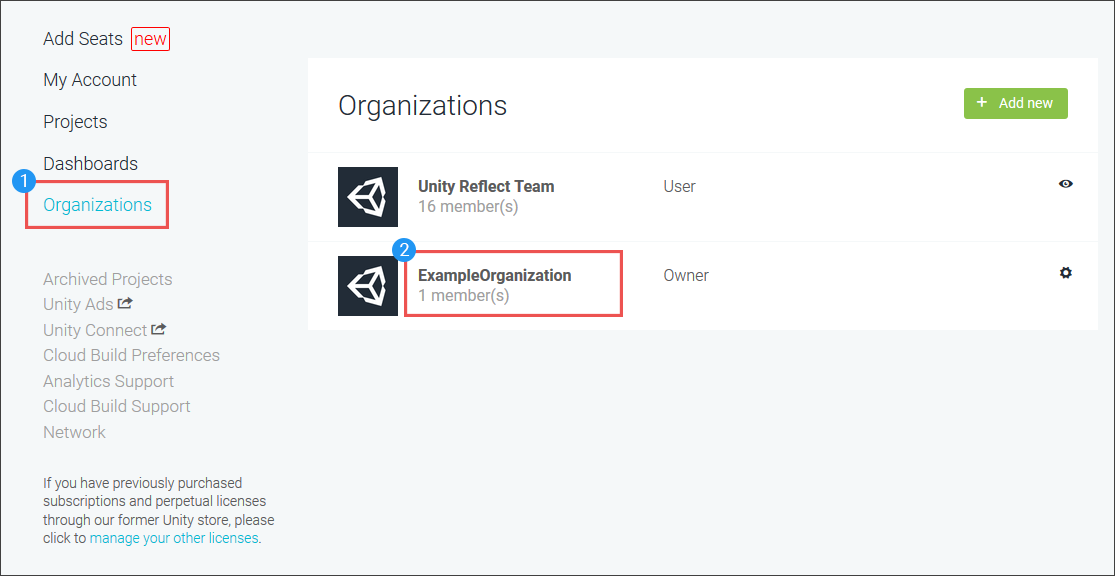 Add Seats new
My Account
Projects
Dashboards
1
Organizations
Archived Projects
Unity Ads
Unity Connect
Cloud Build Preferences
Analytics Support
Cloud Build Support
Network
If you have previously purchased
subscriptions and perpetual licenses
through our former Unity store, please
click to manage your other licenses.
Organizations
+ Add new
Unity Reflect Team
16 member(s)
User
2
ExampleOrganization
1 member(s)
Owner